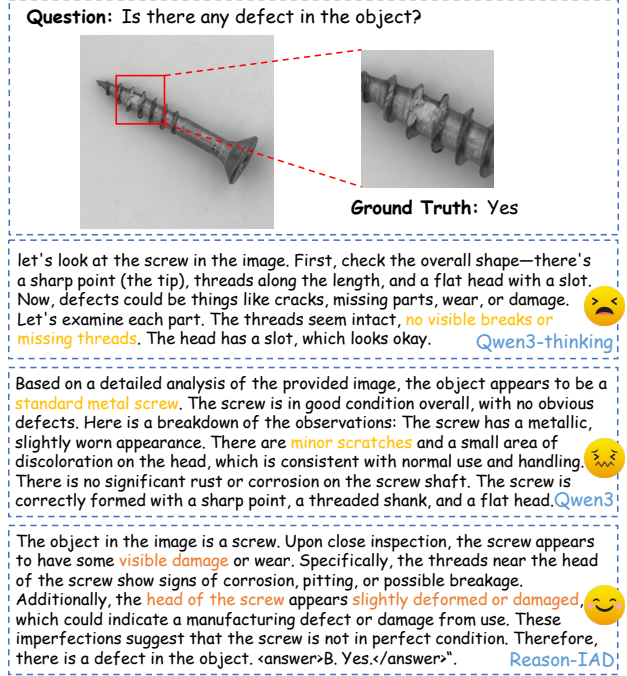 Question: Is there any defect in the object?
Ground Truth: Yes
let's look at the screw in the image. First, check the overall shape—there's
a sharp point (the tip), threads along the length, and a flat head with a slot.
Now, defects could be things like cracks, missing parts, wear, or damage.
Let's examine each part. The threads seem intact, no visible breaks or
missing threads. The head has a slot, which looks okay.
Qwen3-thinking
Based on a detailed analysis of the provided image, the object appears to be a
standard metal screw. The screw is in good condition overall, with no obvious
defects. Here is a breakdown of the observations: The screw has a metallic,
slightly worn appearance. There are minor scratches and a small area of
discoloration on the head, which is consistent with normal use and handling.
There is no significant rust or corrosion on the screw shaft. The screw is
correctly formed with a sharp point, a threaded shank, and a flat head.
Qwen3
The object in the image is a screw. Upon close inspection, the screw appears
to have some visible damage or wear. Specifically, the threads near the head
of the screw show signs of corrosion, pitting, or possible breakage.
Additionally, the head of the screw appears slightly deformed or damaged,
which could indicate a manufacturing defect or damage from use. These
imperfections suggest that the screw is not in perfect condition. Therefore,
there is a defect in the object. <answer>B. Yes.</answer>“.
Reason-IAD